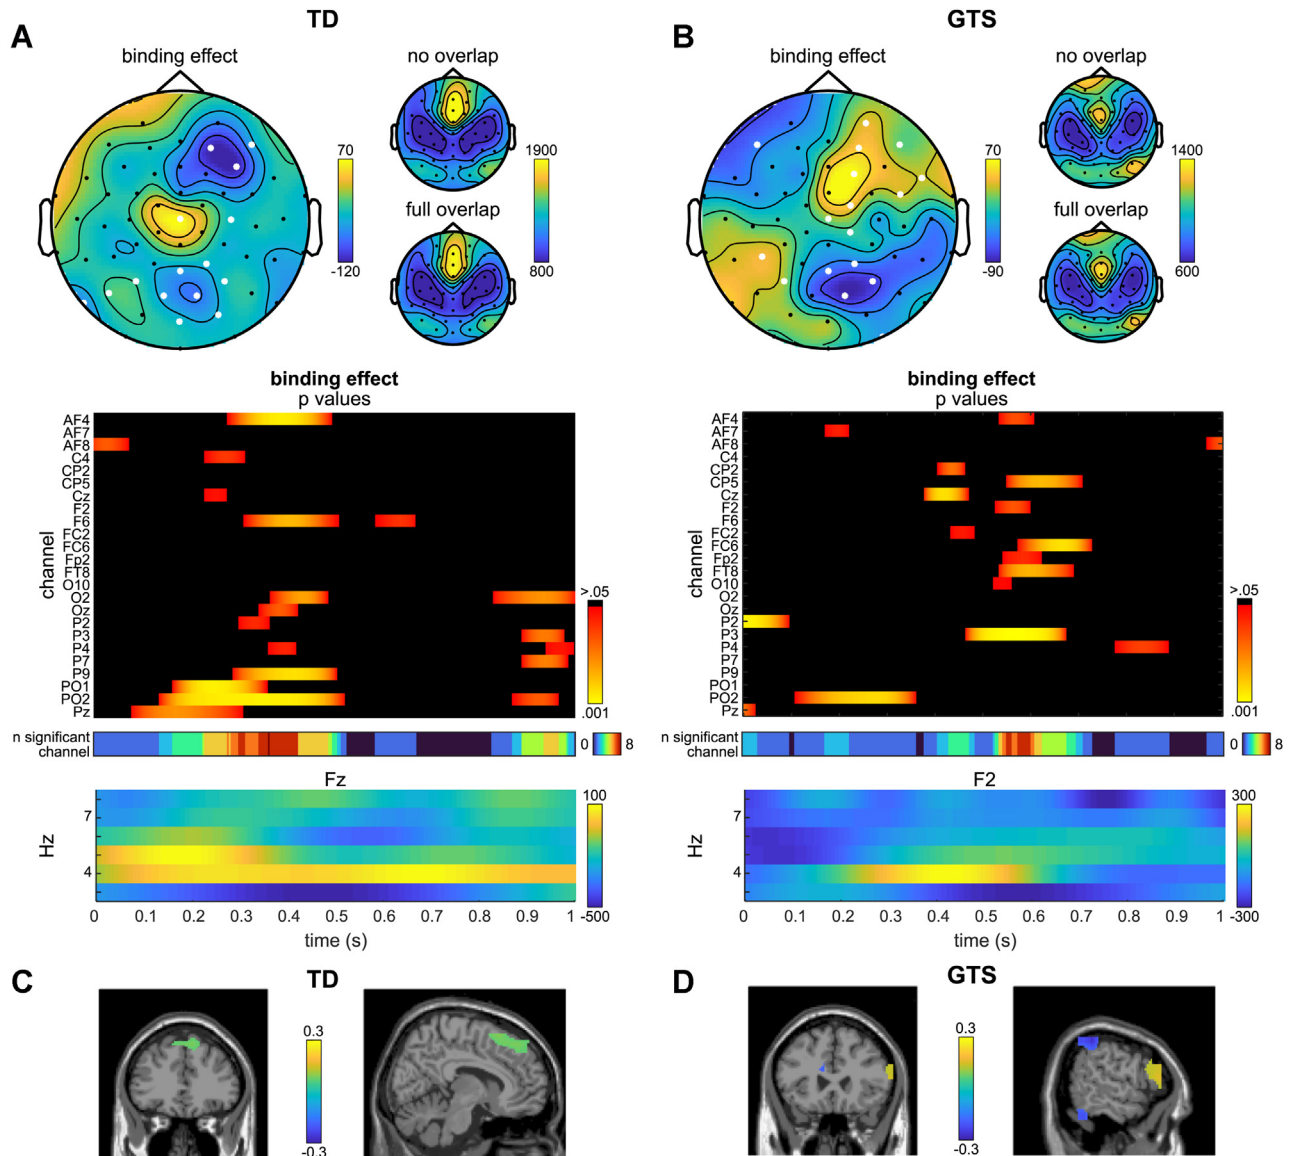 A
TD
binding effect
no overlap
full overlap
70
-120
1900
800
B
GTS
binding effect
no overlap
full overlap
70
-90
1400
600
binding effect
p values
channel
AF4
AF7
AF8
C4
CP2
CP5
Cz
F2
F6
FC2
FC6
Fp2
FT8
O10
O2
Oz
P2
P3
P4
P7
P9
PO1
PO2
Pz
>.05
.001
n significant
channel
0
8
Fz
Hz
7
4
100
-500
0 0.1 0.2 0.3 0.4 0.5 0.6 0.7 0.8 0.9 1
time (s)
binding effect
p values
channel
AF4
AF7
AF8
C4
CP2
CP5
Cz
F2
F6
FC2
FC6
Fp2
FT8
O10
O2
Oz
P2
P3
P4
P7
P9
PO1
PO2
Pz
>.05
.001
n significant
channel
0
8
F2
Hz
7
4
300
-300
0 0.1 0.2 0.3 0.4 0.5 0.6 0.7 0.8 0.9 1
time (s)
C
TD
0.3
-0.3
D
GTS
0.3
-0.3